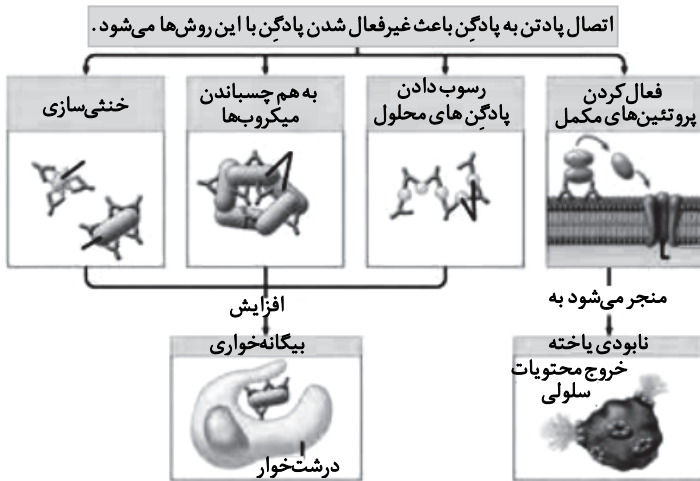 اتصال پادتن به پادگِن باعث غیرفعال شدن پادگِن با این روش‌ها می‌شود.
فعال کردن
پروتئین‌های مکمل
رسوب دادن
پادگِن های محلول
به هم چسباندن
میکروب‌ها
خنثی‌سازی
منجر می‌شود به
افزایش
نابودی یاخته
خروج محتویات
سلولی
بیگانه‌خواری
درشت‌خوار